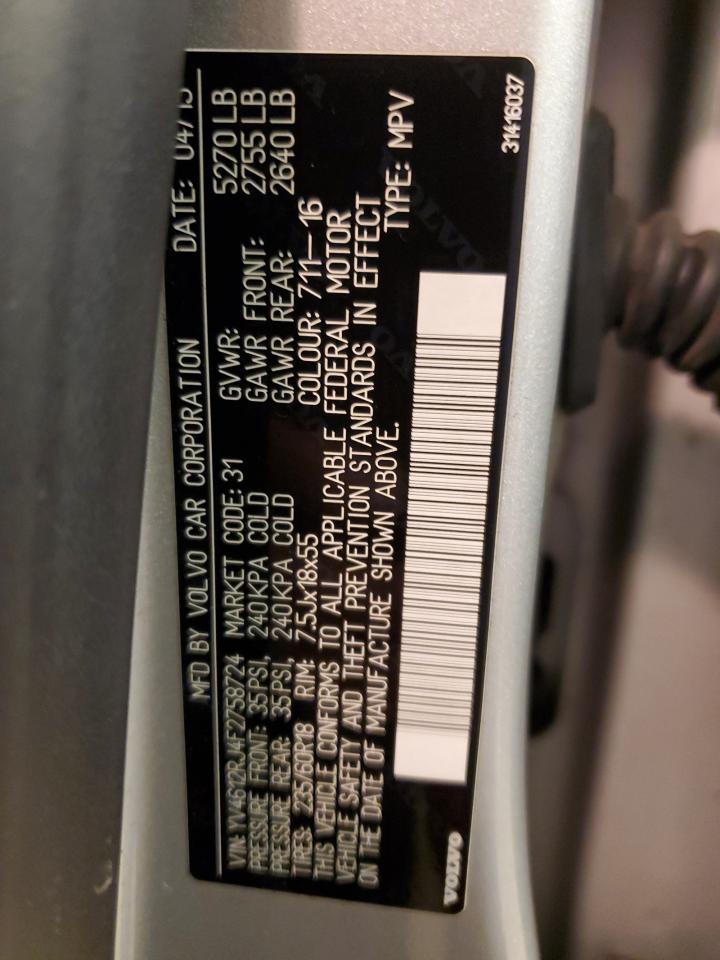 MFD BY VOLVO CAR CORPORATION DATE: 04/15
VIN: YV4612RJ4F2758724 MARKET CODE: 31 GVWR: 5270 LB
PRESSURE FRONT: 35PSI, 240KPA COLD GAWR FRONT: 2755 LB
PRESSURE REAR: 35PSI, 240KPA COLD GAWR REAR: 2640 LB
TIRES: 235/60R18 RIM: 7.5Jx18x55 COLOUR: 711—16
THIS VEHICLE CONFORMS TO ALL APPLICABLE FEDERAL MOTOR
VEHICLE SAFETY AND THEFT PREVENTION STANDARDS IN EFFECT
ON THE DATE OF MANUFACTURE SHOWN ABOVE. TYPE: MPV
VOLVO
31416037